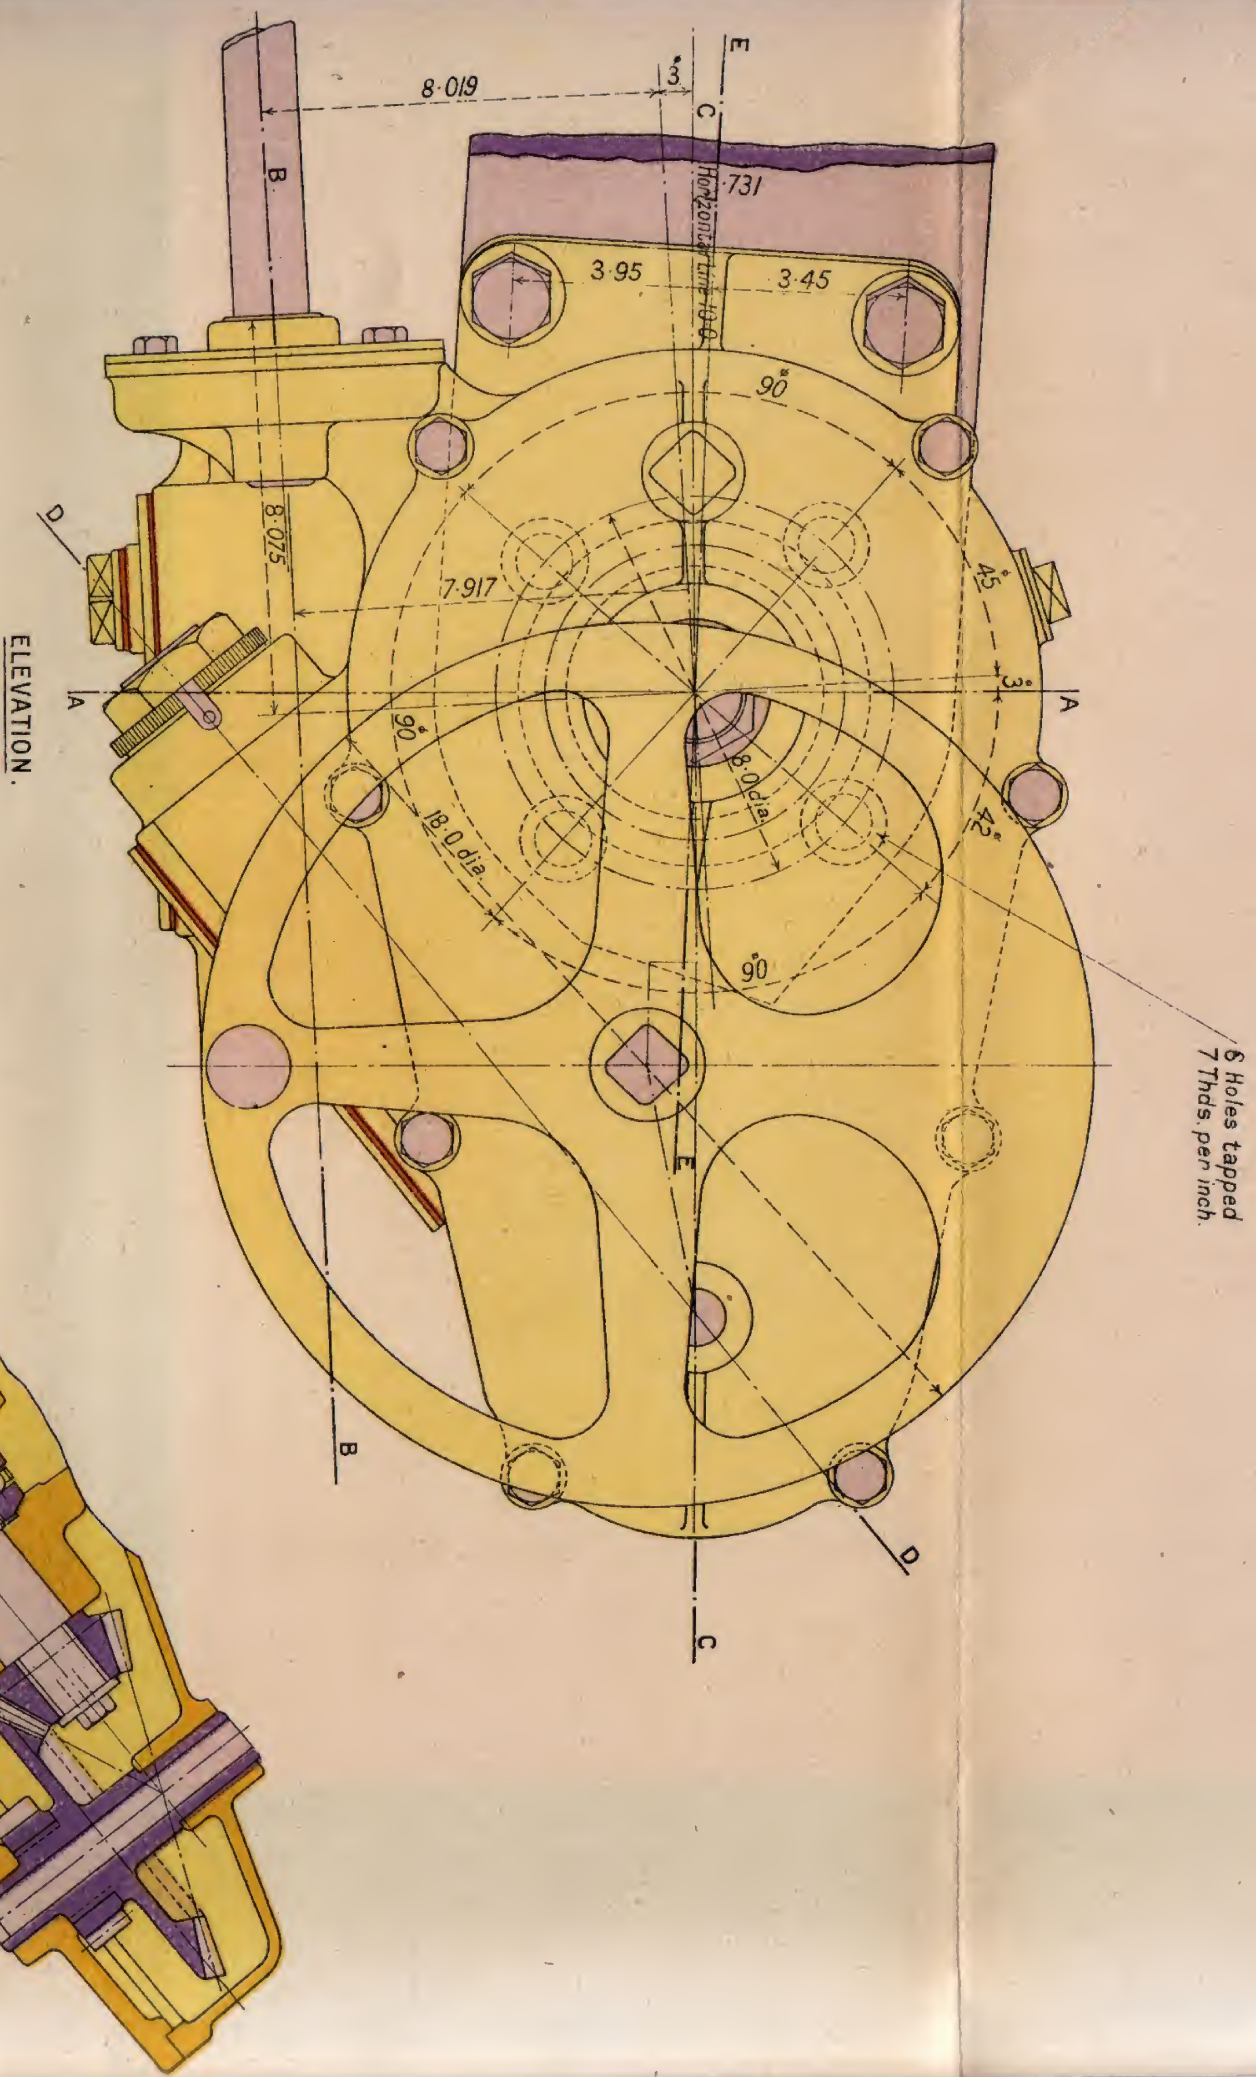 E
3°
8·019
C
·731
Horizontal Line 10·0
B
3·95
3·45
90°
D
8·075
7·917
45°
3°
A
A
90°
8·0 dia.
42°
18·0 dia.
90°
Holes tapped
7 Thds. per inch.
E
B
D
C
ELEVATION.